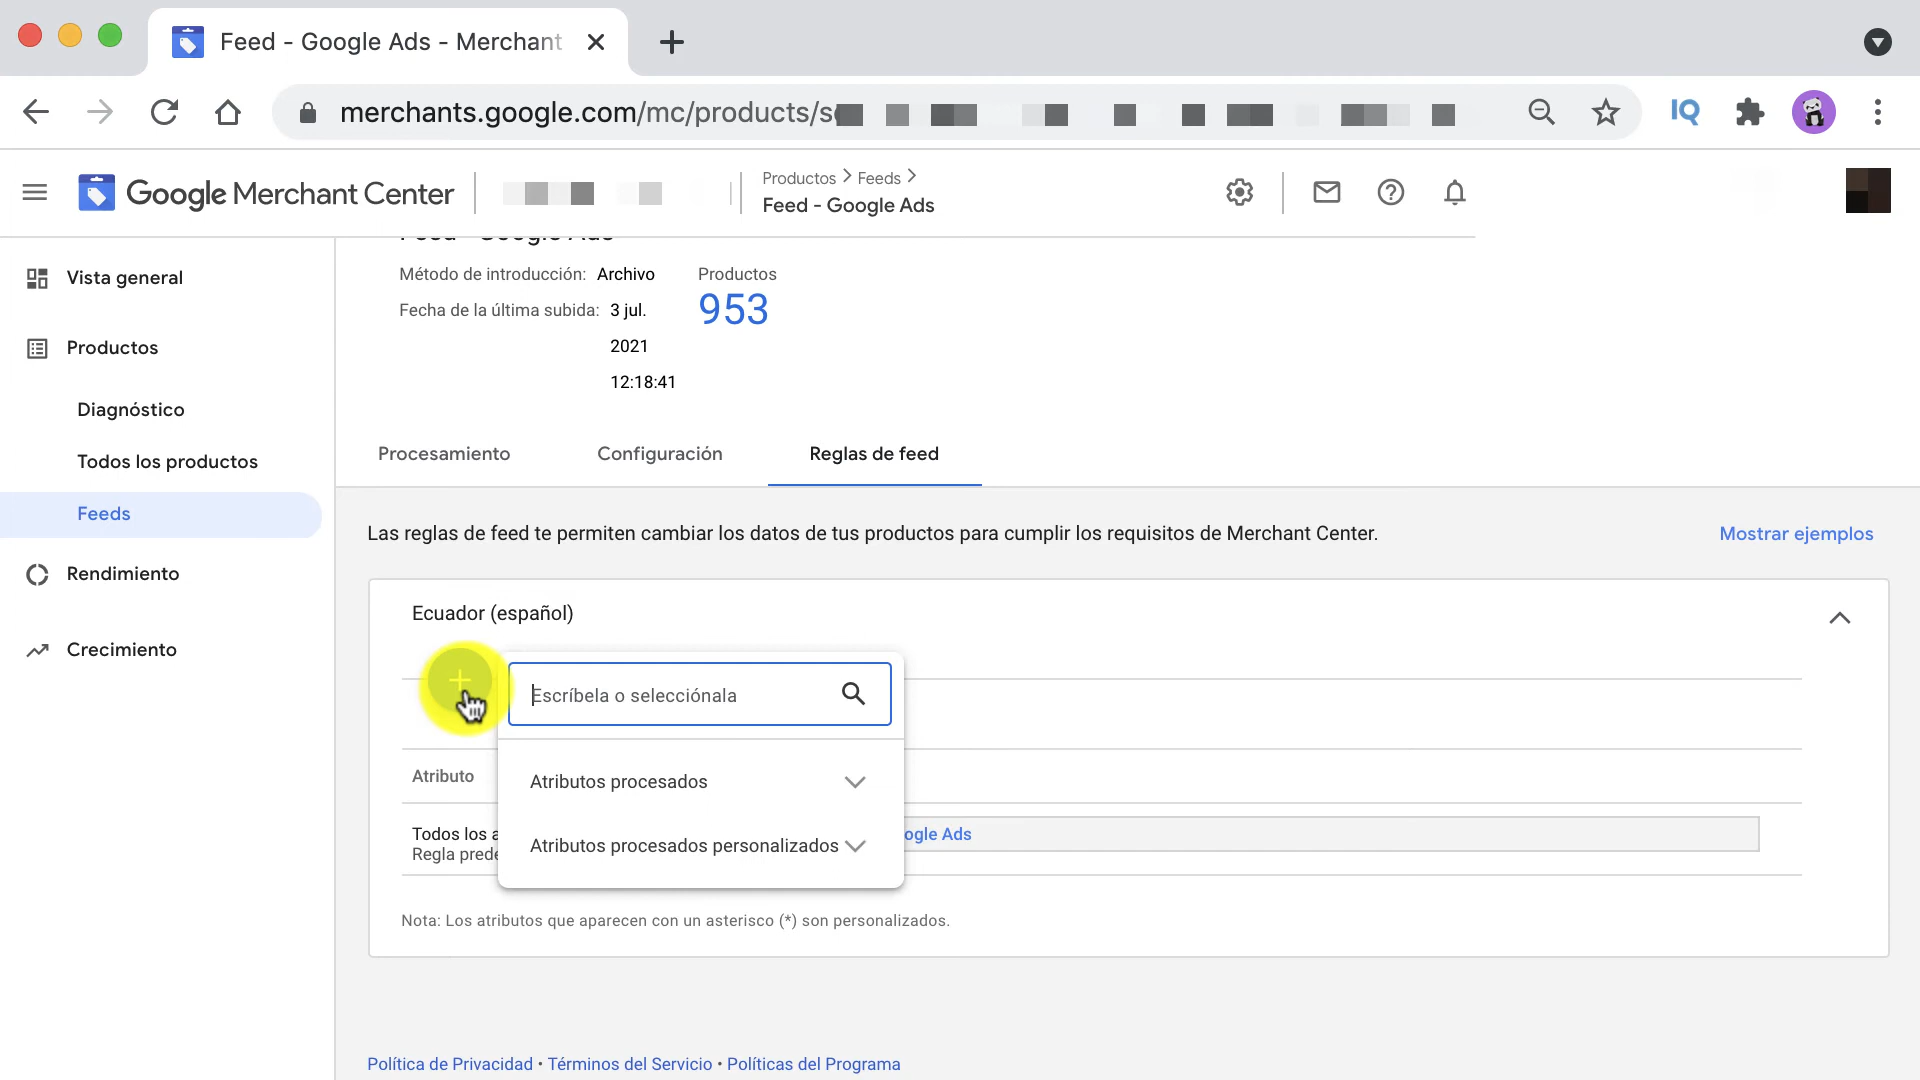 Feed - Google Ads - Merchant
merchants.google.com/mc/products/s
IQ
Google Merchant Center
Productos > Feeds >
Feed - Google Ads
Feed - Google Ads
Método de introducción: Archivo
Productos
953
Fecha de la última subida: 3 jul.
2021
12:18:41
Vista general
Productos
Diagnóstico
Todos los productos
Feeds
Rendimiento
Crecimiento
Procesamiento
Configuración
Reglas de feed
Las reglas de feed te permiten cambiar los datos de tus productos para cumplir los requisitos de Merchant Center.
Mostrar ejemplos
Ecuador (español)
Escríbela o selecciónala
Atributos procesados
Atributos procesados personalizados
Atributo
Todos los a
Regla prede
ogle Ads
Nota: Los atributos que aparecen con un asterisco (*) son personalizados.
Política de Privacidad • Términos del Servicio • Políticas del Programa